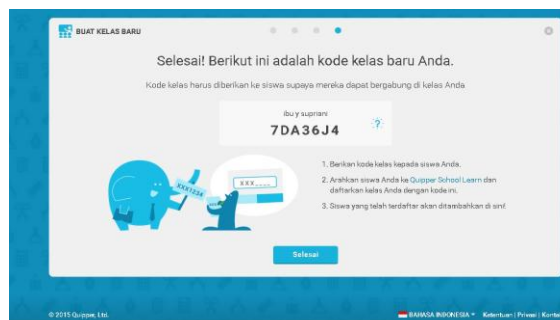 BUAT KELAS BARU
Selesai! Berikut ini adalah kode kelas baru Anda.
Kode kelas harus diberikan ke siswa supaya mereka dapat bergabung di kelas Anda
ibu y supriani
7DA36J4
?
1. Berikan kode kelas kepada siswa Anda.
2. Arahkan siswa Anda ke Quipper School Learn dan
daftarkan kelas Anda dengan kode ini.
3. Siswa yang telah terdaftar akan ditambahkan di sini!
XXX1234
XXX....
Selesai
© 2015 Quipper, Ltd.
BAHASA INDONESIA
Ketentuan | Privasi |